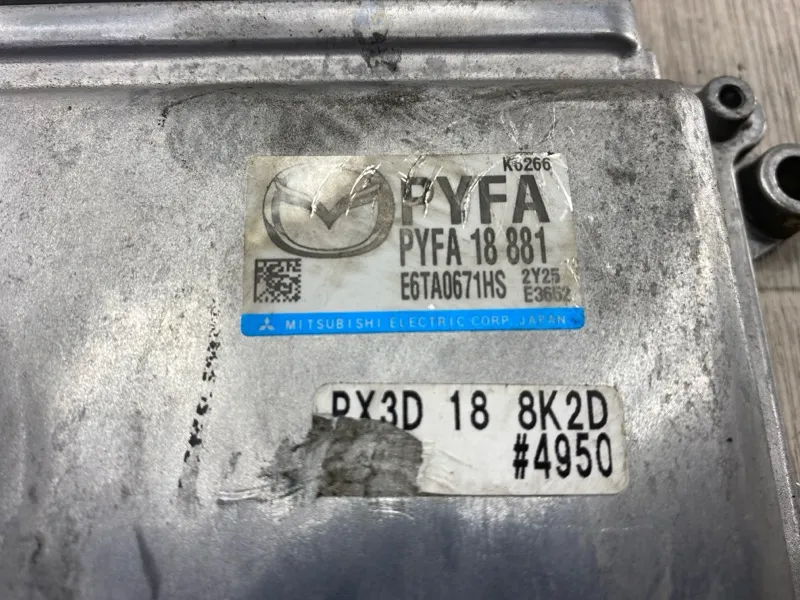 K6266
PYFA
PYFA 18 881
E6TA0671HS 2Y25
E3652
MITSUBISHI ELECTRIC CORP. JAPAN
PX3D 18 8K2D
#4950